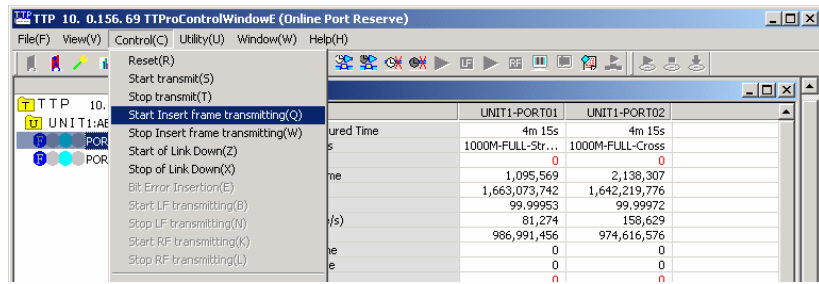 TTP 10. 0.156. 69 TTProControlWindowE (Online Port Reserve)
File(F) View(V) Control(C) Utility(U) Window(W) Help(H)
Reset(R)
Start transmit(S)
Stop transmit(T)
Start Insert frame transmitting(Q)
Stop Insert frame transmitting(W)
Start of Link Down(Z)
Stop of Link Down(X)
Bit Error Insertion(E)
Start LF transmitting(B)
Stop LF transmitting(N)
Start RF transmitting(K)
Stop RF transmitting(L)
LF RF
T TTP 10.
U UNIT1:AE
F POR
F POR
UNIT1-PORT01 UNIT1-PORT02
ured Time 4m 15s 4m 15s
s 1000M-FULL-Str... 1000M-FULL-Cross
0 0
me 1,095,569 2,138,307
1,663,073,742 1,642,219,776
99.99953 99.99972
/s) 81,274 158,629
986,991,456 974,616,576
ne 0 0
e 0 0
0 0